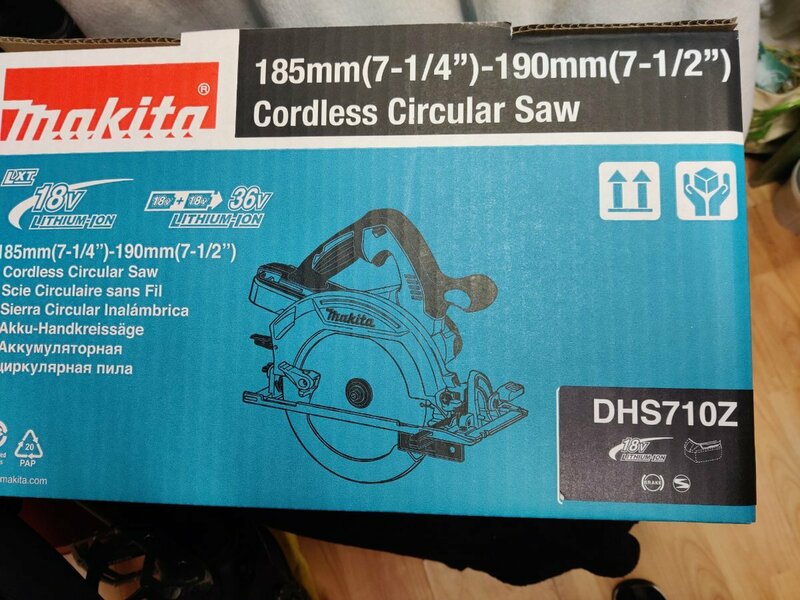 185mm(7-1/4”)-190mm(7-1/2”)
Cordless Circular Saw
makita®
LXT
18V
LITHIUM-ION
18V + 18V 36V
LITHIUM-ION
185mm(7-1/4”)-190mm(7-1/2”)
Cordless Circular Saw
Scie Circulaire sans Fil
Sierra Circular Inalámbrica
Akku-Handkreissäge
Аккумуляторная
циркулярная пила
makita
DHS710Z
18V
LITHIUM-ION
BRAKE
20
PAP
makita.com